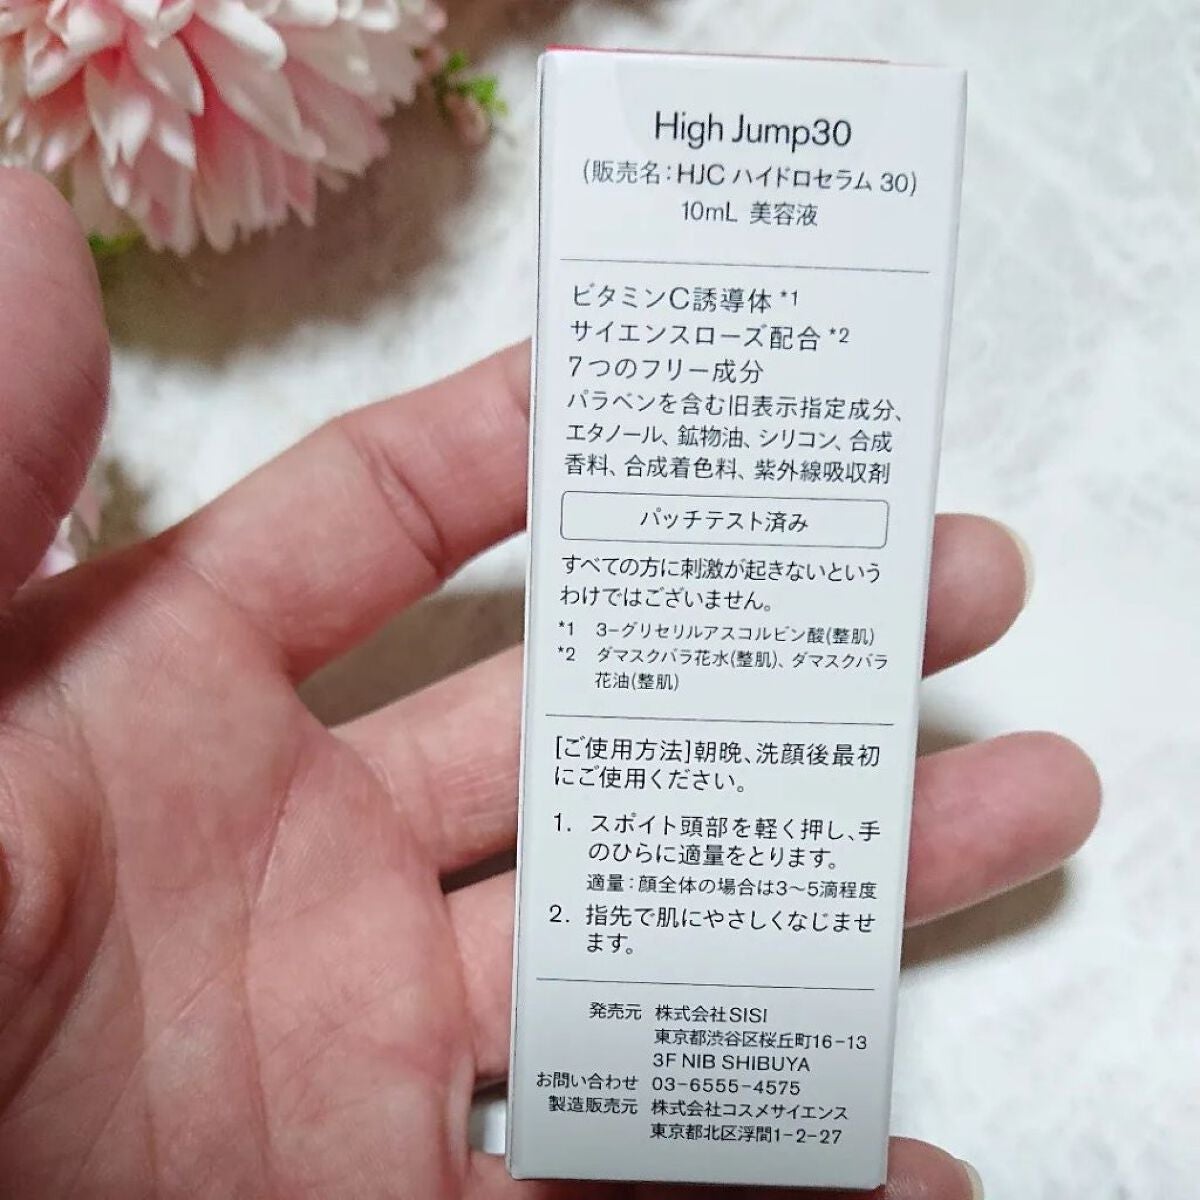 High Jump30
(販売名:HJC ハイドロセラム 30)
10mL 美容液
ビタミンC誘導体 *1
サイエンスローズ配合 *2
7つのフリー成分
パラベンを含む旧表示指定成分、
エタノール、鉱物油、シリコン、合成
香料、合成着色料、紫外線吸収剤
パッチテスト済み
すべての方に刺激が起きないという
わけではございません。
*1 3-グリセリルアスコルビン酸(整肌)
*2 ダマスクバラ花水(整肌)、ダマスクバラ
花油(整肌)
[ご使用方法]朝晩、洗顔後最初
にご使用ください。
1. スポイト頭部を軽く押し、手
のひらに適量をとります。
適量:顔全体の場合は3~5滴程度
2. 指先で肌にやさしくなじませ
ます。
発売元 株式会社SISI
東京都渋谷区桜丘町16-13
3F NIB SHIBUYA
お問い合わせ 03-6555-4575
製造販売元 株式会社コスメサイエンス
東京都北区浮間1-2-27